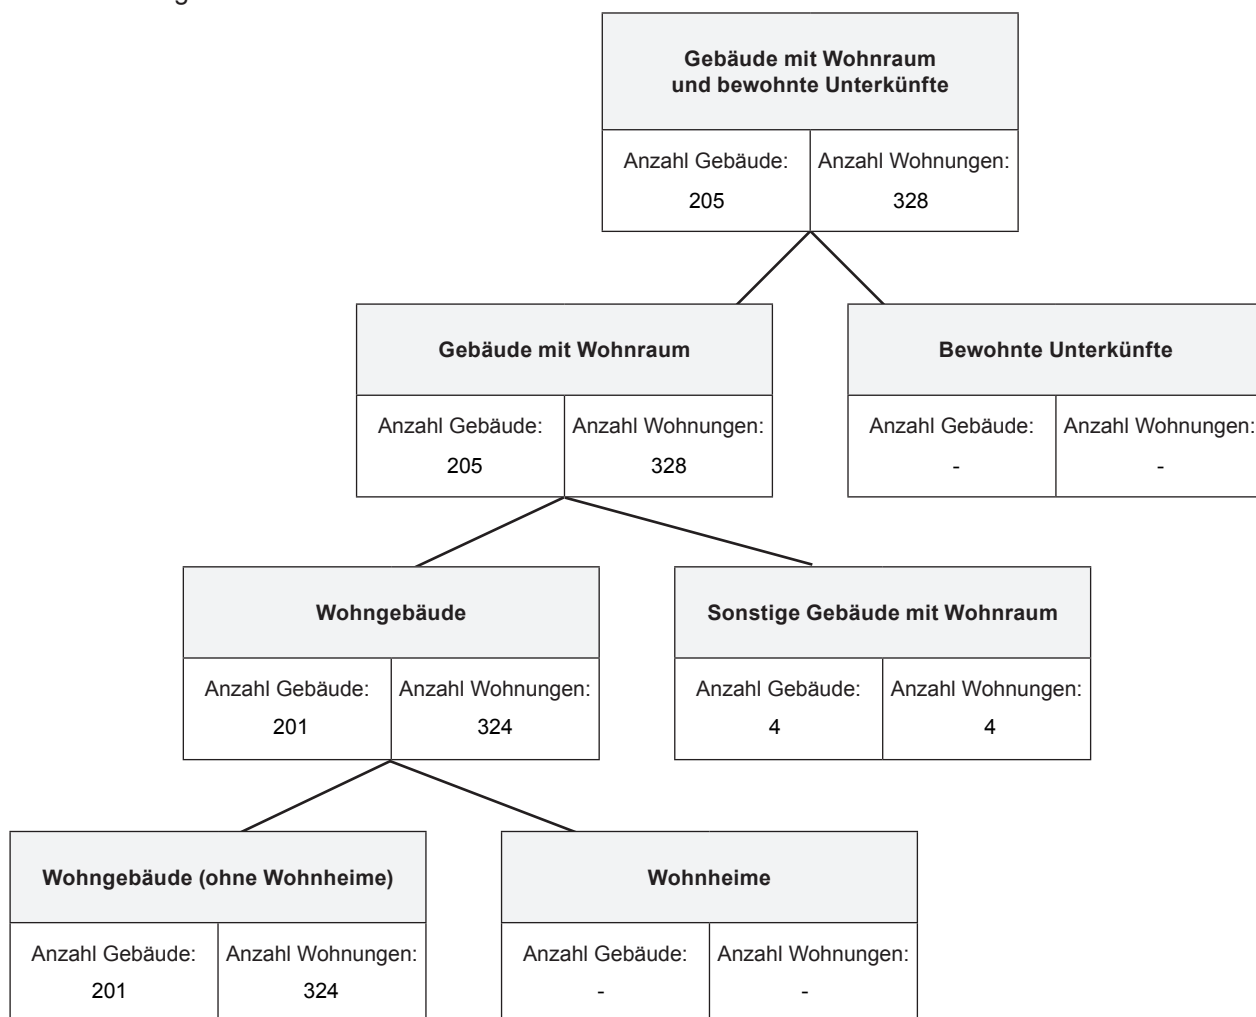 Gebäude mit Wohnraum
und bewohnte Unterkünfte
Anzahl Gebäude: Anzahl Wohnungen:
205 328
Gebäude mit Wohnraum
Anzahl Gebäude: Anzahl Wohnungen:
205 328
Bewohnte Unterkünfte
Anzahl Gebäude: Anzahl Wohnungen:
- -
Wohngebäude
Anzahl Gebäude: Anzahl Wohnungen:
201 324
Sonstige Gebäude mit Wohnraum
Anzahl Gebäude: Anzahl Wohnungen:
4 4
Wohngebäude (ohne Wohnheime)
Anzahl Gebäude: Anzahl Wohnungen:
201 324
Wohnheime
Anzahl Gebäude: Anzahl Wohnungen:
- -